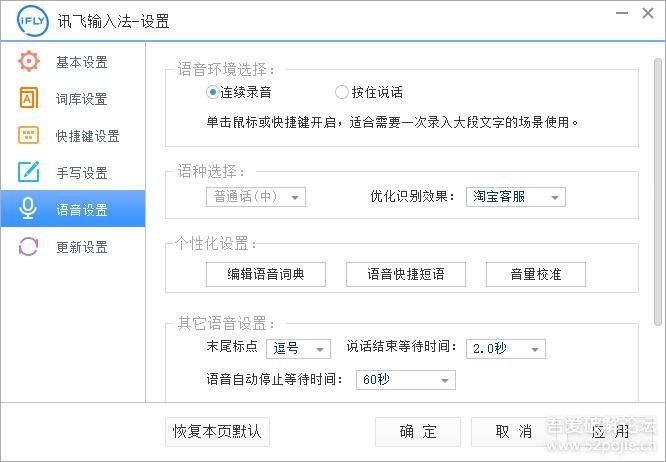 iFLY 讯飞输入法-设置
基本设置
词库设置
快捷键设置
手写设置
语音设置
更新设置
语音环境选择:
连续录音 按住说话
单击鼠标或快捷键开启，适合需要一次录入大段文字的场景使用。
语种选择:
普通话(中) 优化识别效果: 淘宝客服
个性化设置:
编辑语音词典 语音快捷短语 音量校准
其它语音设置:
末尾标点 逗号 说话结束等待时间: 2.0秒
语音自动停止等待时间: 60秒
恢复本页默认 确 定 取 消 应 用
吾爱破解论坛
www.52pojie.cn